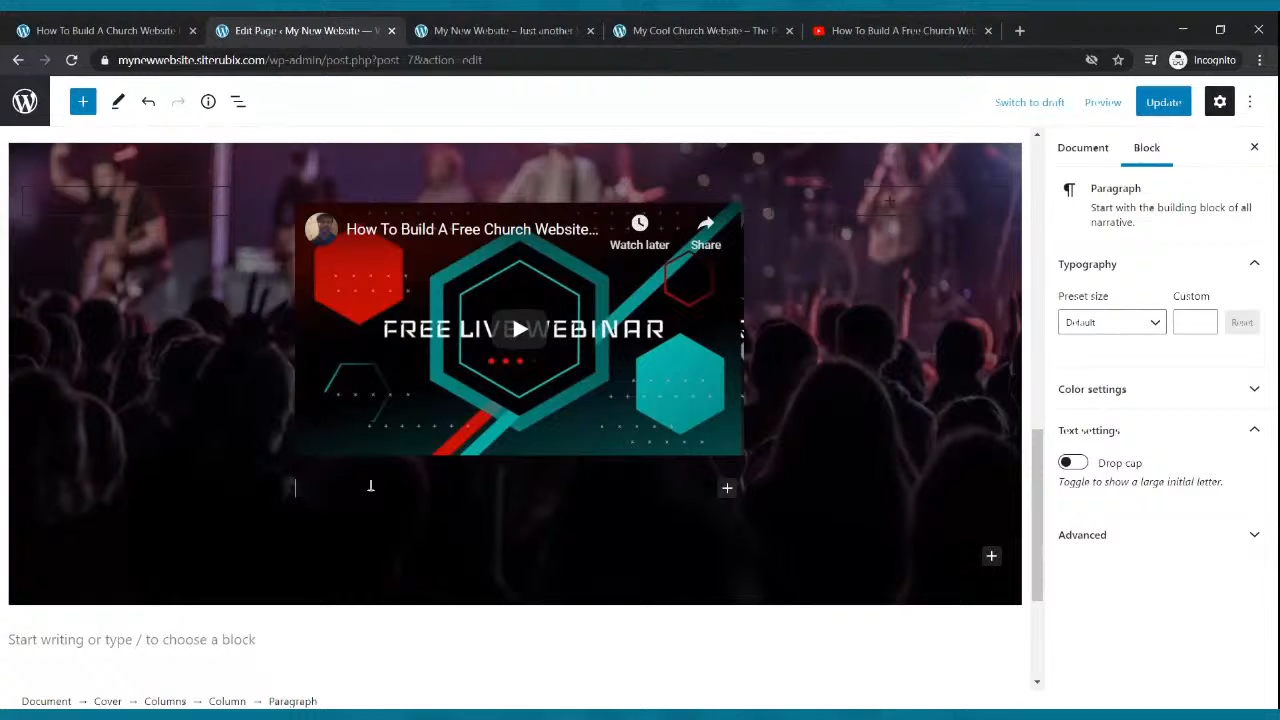 How To Build A Church Website
Edit Page ‹ My New Website —
My New Website – Just another
My Cool Church Website – The P
How To Build A Free Church Web
mynewwebsite.siterubix.com/wp-admin/post.php?post=7&action=edit
Incognito
Switch to draft
Preview
Update
Document
Block
Paragraph
Start with the building block of all
narrative.
Typography
Preset size
Custom
Default
Reset
Color settings
Text settings
Drop cap
Toggle to show a large initial letter.
Advanced
How To Build A Free Church Website...
Watch later
Share
FREE LIVE WEBINAR
Start writing or type / to choose a block
Document → Cover → Columns → Column → Paragraph